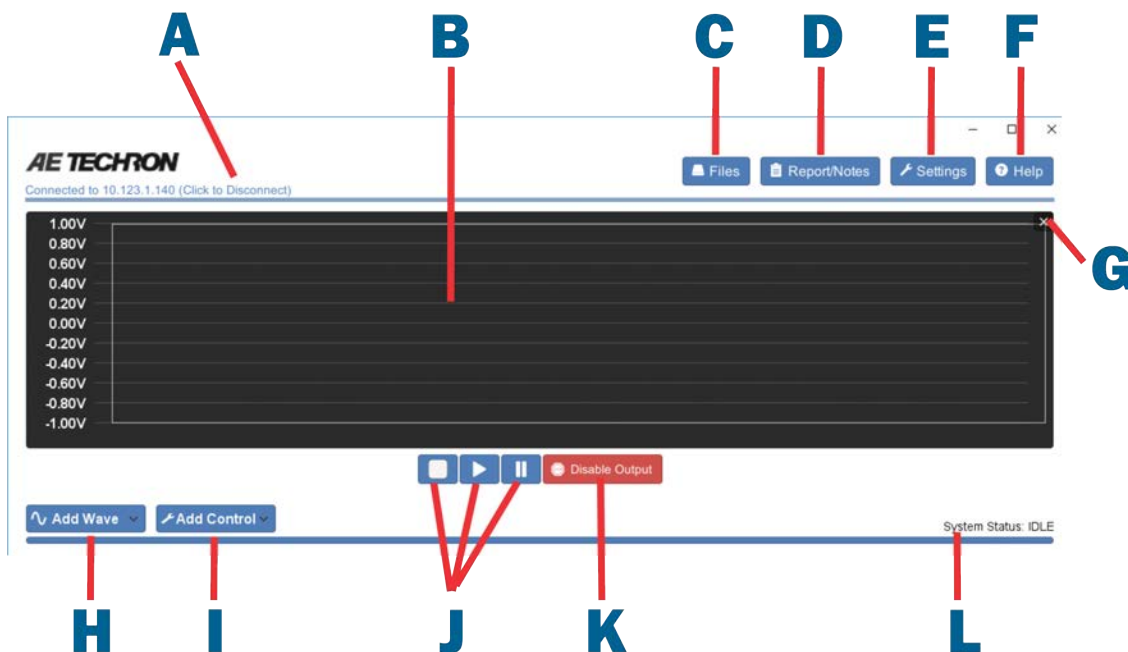 A B C D E F
AE TECHRON
Connected to 10.123.1.140 (Click to Disconnect)
Files Report/Notes Settings Help
1.00V
0.80V
0.60V
0.40V
0.20V
0.00V
-0.20V
-0.40V
-0.60V
-0.80V
-1.00V
G
Disable Output
Add Wave Add Control
System Status: IDLE
H I J K L